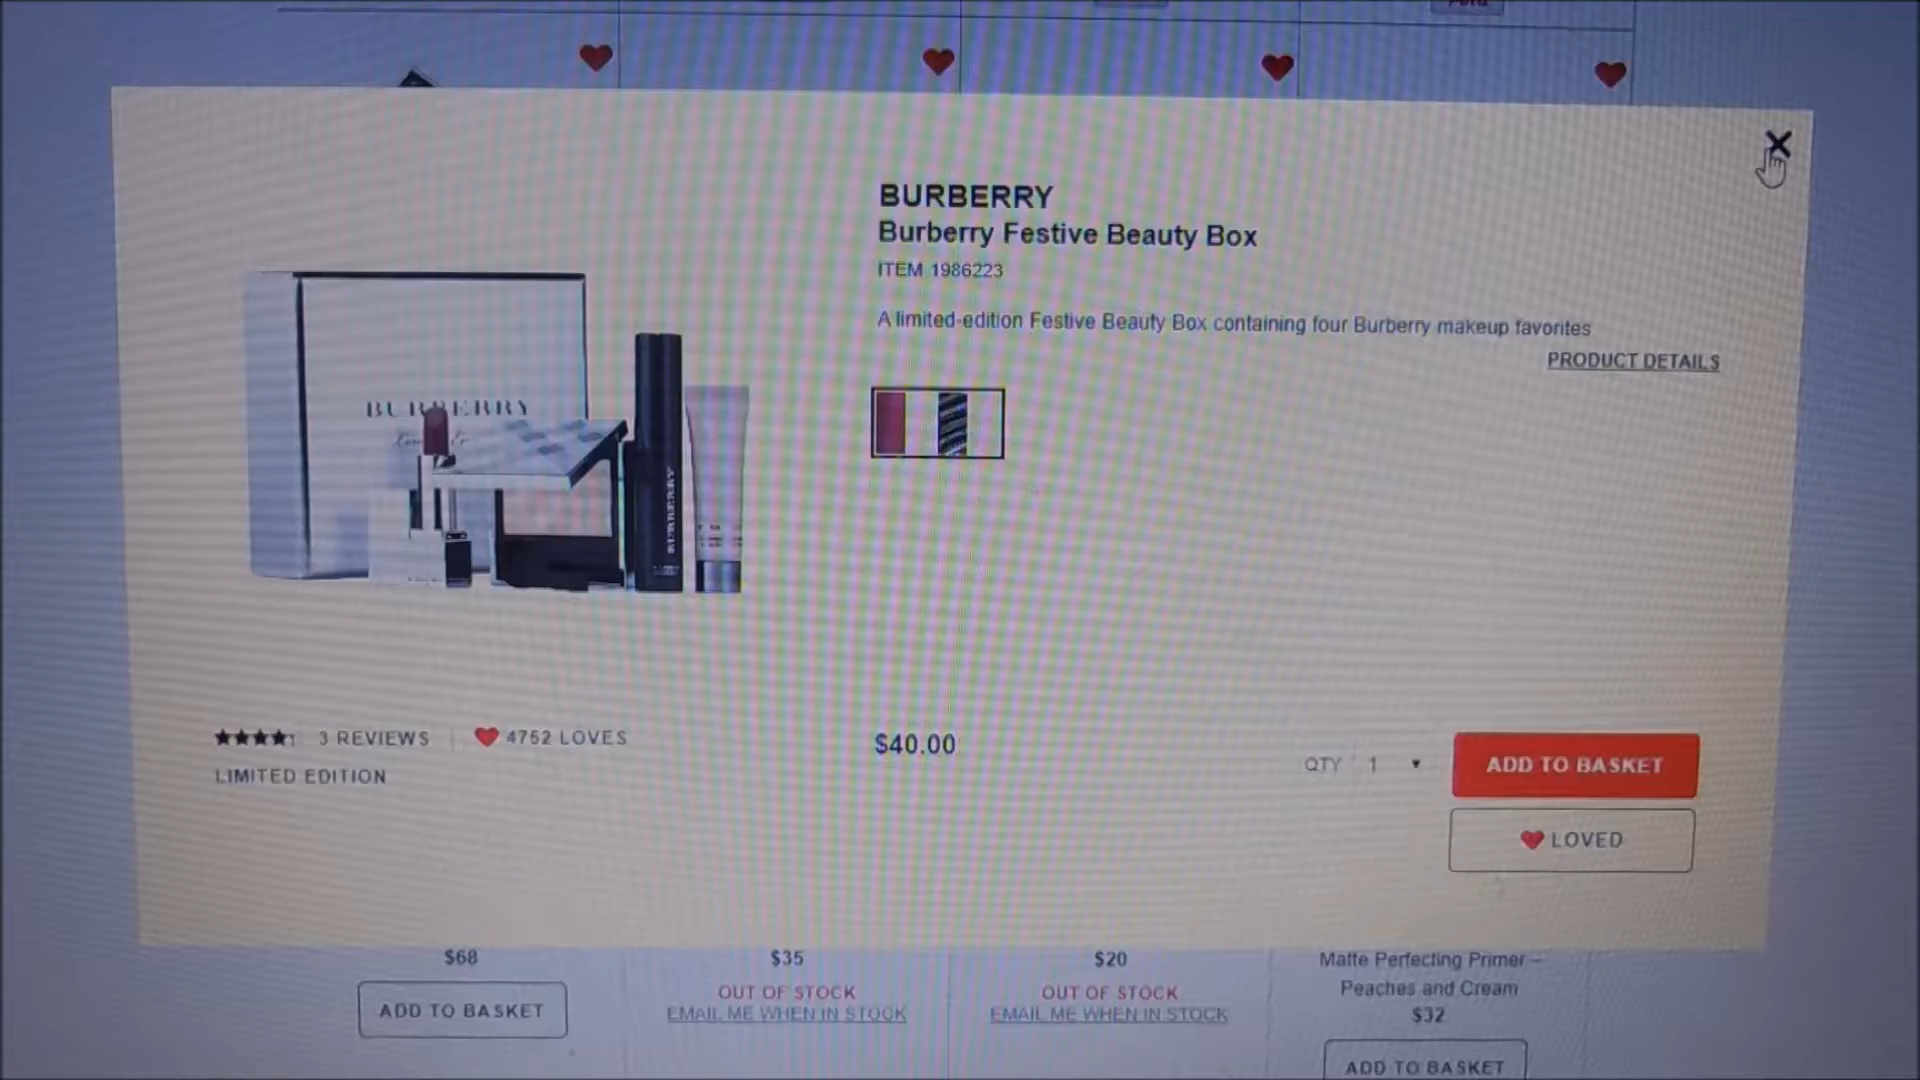 BURBERRY
Burberry Festive Beauty Box
ITEM 1986223
A limited-edition Festive Beauty Box containing four Burberry makeup favorites
PRODUCT DETAILS
BURBERRY
BURBERRY
3 REVIEWS
4752 LOVES
LIMITED EDITION
$40.00
QTY 1
ADD TO BASKET
LOVED
$68
ADD TO BASKET
$35
OUT OF STOCK
EMAIL ME WHEN IN STOCK
$20
OUT OF STOCK
EMAIL ME WHEN IN STOCK
Matte Perfecting Primer –
Peaches and Cream
$32
ADD TO BASKET